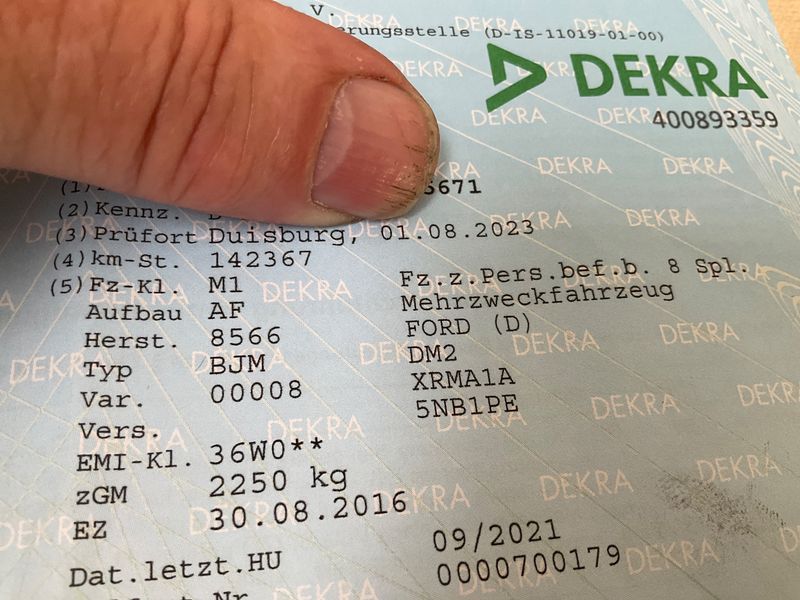 V.
erungsstelle (D-IS-11019-01-00)
DEKRA
400893359
(1) 5671
(2) Kennz.
(3) Prüfort Duisburg, 01.08.2023
(4) km-St. 142367
(5) Fz-Kl. M1 Fz.z.Pers.bef.b. 8 Spl.
Aufbau AF Mehrzweckfahrzeug
Herst. 8566 FORD (D)
Typ BJM DM2
Var. 00008 XRMA1A
Vers. 5NB1PE
EMI-Kl. 36W0**
zGM 2250 kg
EZ 30.08.2016
Dat.letzt.HU 09/2021
Nr 0000700179